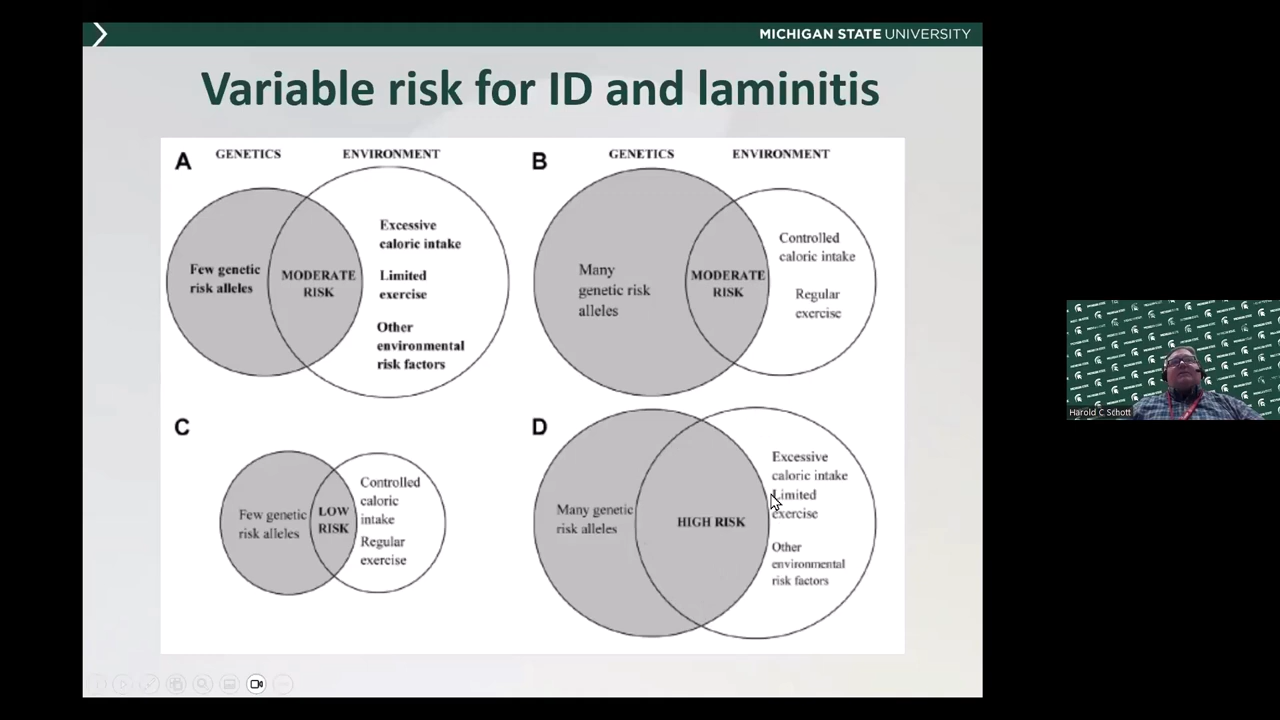 MICHIGAN STATE UNIVERSITY
Variable risk for ID and laminitis
A
GENETICS
ENVIRONMENT
Few genetic
risk alleles
MODERATE
RISK
Excessive
caloric intake
Limited
exercise
Other
environmental
risk factors
B
GENETICS
ENVIRONMENT
Many
genetic risk
alleles
MODERATE
RISK
Controlled
caloric intake
Regular
exercise
C
Few genetic
risk alleles
LOW
RISK
Controlled
caloric
intake
Regular
exercise
D
Many genetic
risk alleles
HIGH RISK
Excessive
caloric intake
Limited
exercise
Other
environmental
risk factors
Harold C Schott